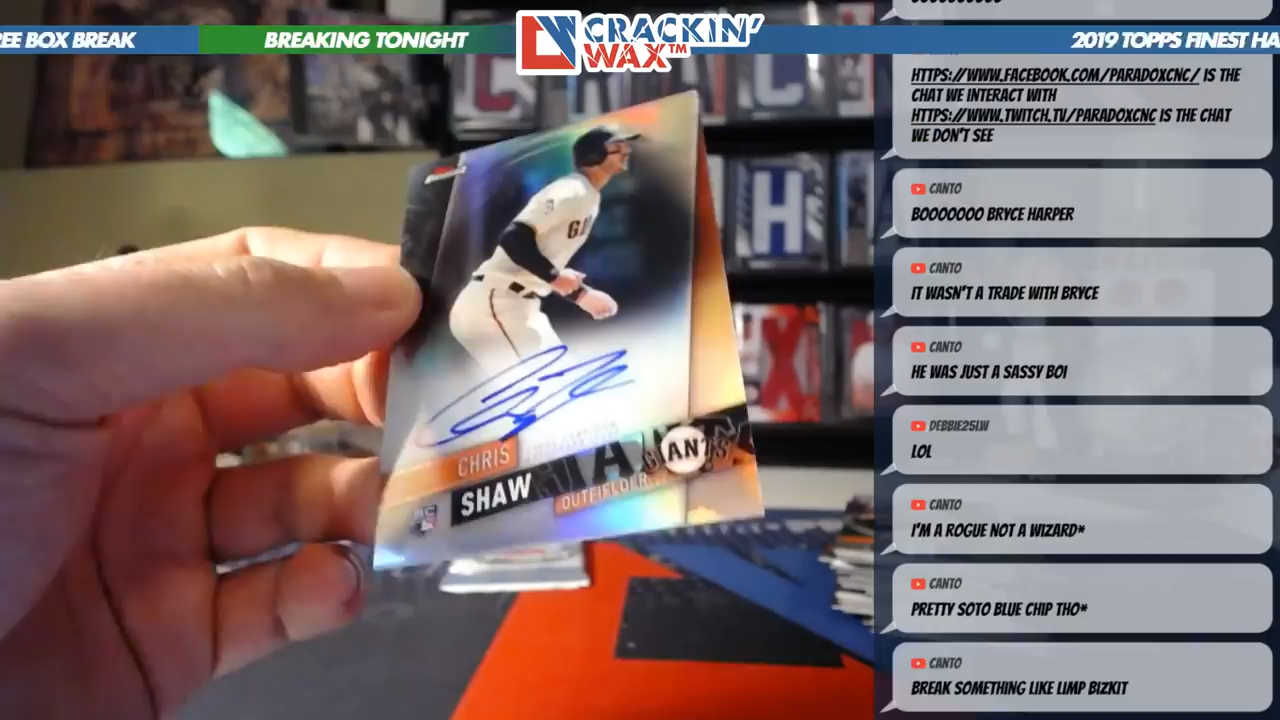 REE BOX BREAK
BREAKING TONIGHT
CRACKIN'
WAX™
2019 TOPPS FINEST HA
HTTPS://WWW.FACEBOOK.COM/PARADOXCNC/ IS THE
CHAT WE INTERACT WITH
HTTPS://WWW.TWITCH.TV/PARADOXCNC IS THE CHAT
WE DON'T SEE
CANTO
BOOOOOOO BRYCE HARPER
CANTO
IT WASN'T A TRADE WITH BRYCE
CANTO
HE WAS JUST A SASSY BOI
DEBBIE25LW
LOL
CANTO
I'M A ROGUE NOT A WIZARD*
CANTO
PRETTY SOTO BLUE CHIP THO*
CANTO
BREAK SOMETHING LIKE LIMP BIZKIT
C
C
H
X
GI
CHRIS
SHAW
GIANTS
OUTFIELDER
RC